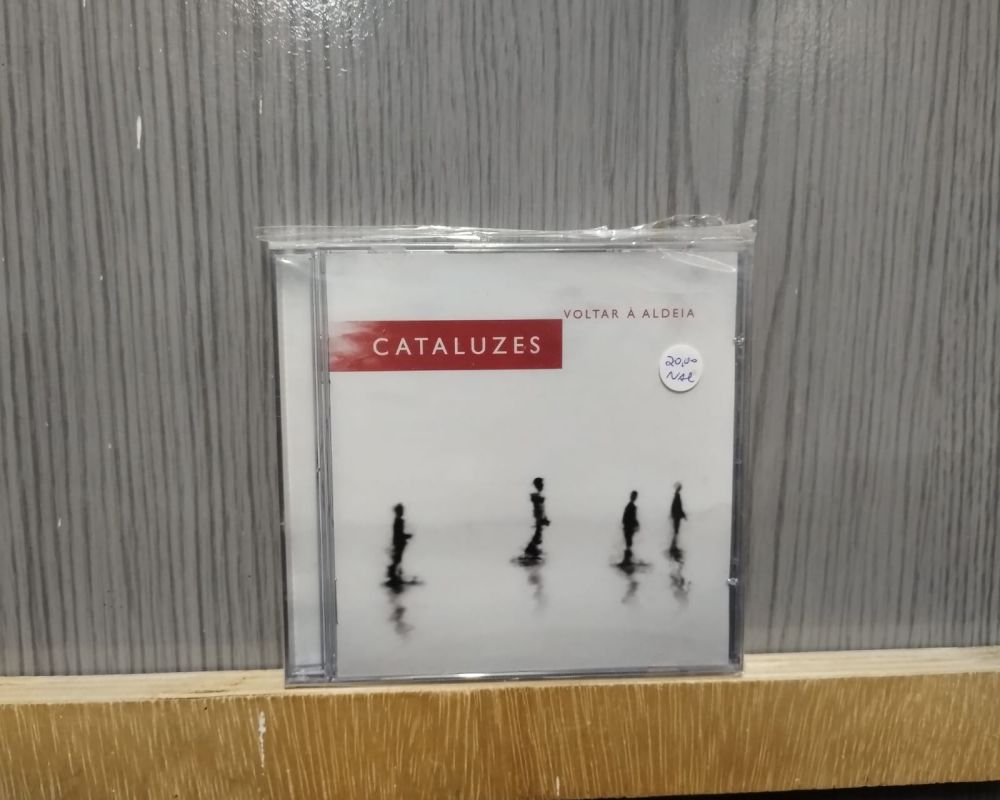 VOLTAR À ALDEIA
CATALUZES
20,00